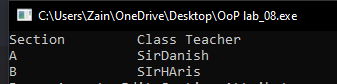 C:\Users\Zain\OneDrive\Desktop\OoP lab_08.exe
Section Class Teacher
A SirDanish
B SIrHAris